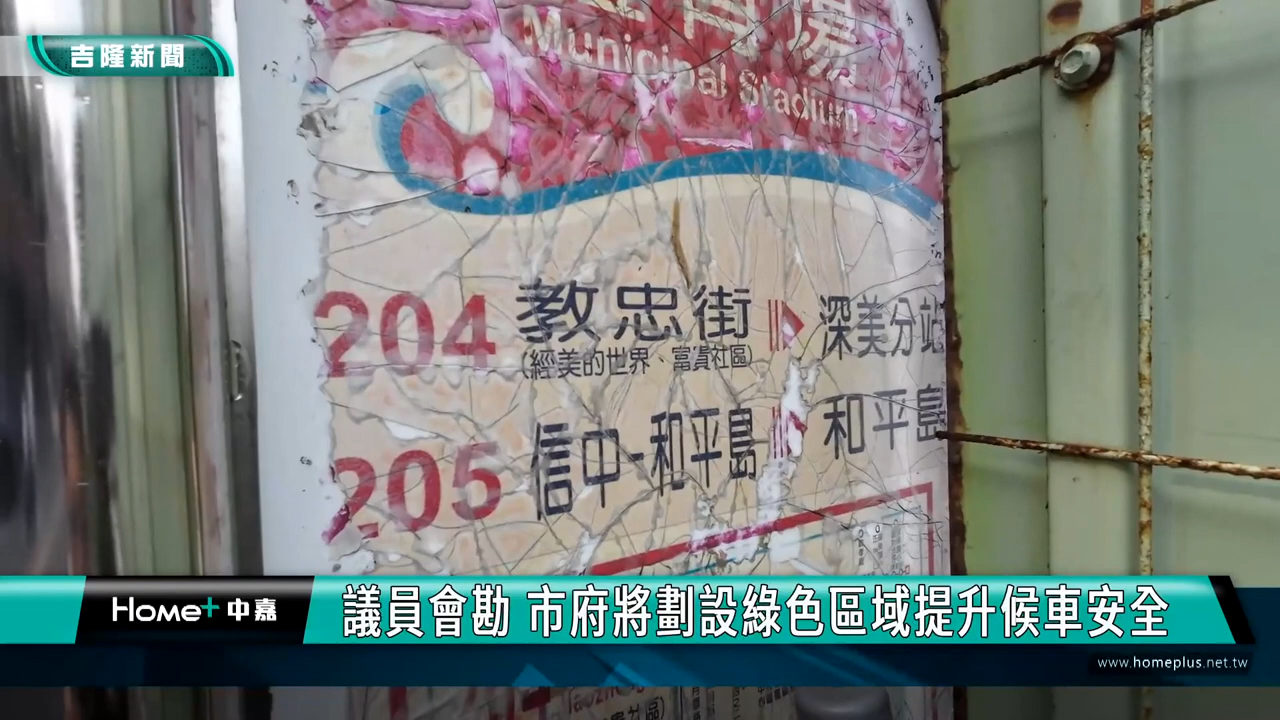 吉隆新聞
Municipal Stadium
204 教忠街 深美分站
(經美的世界、富貴社區)
205 信中-和平島 和平島
Home+中嘉
議員會勘 市府將劃設綠色區域提升候車安全
www.homeplus.net.tw